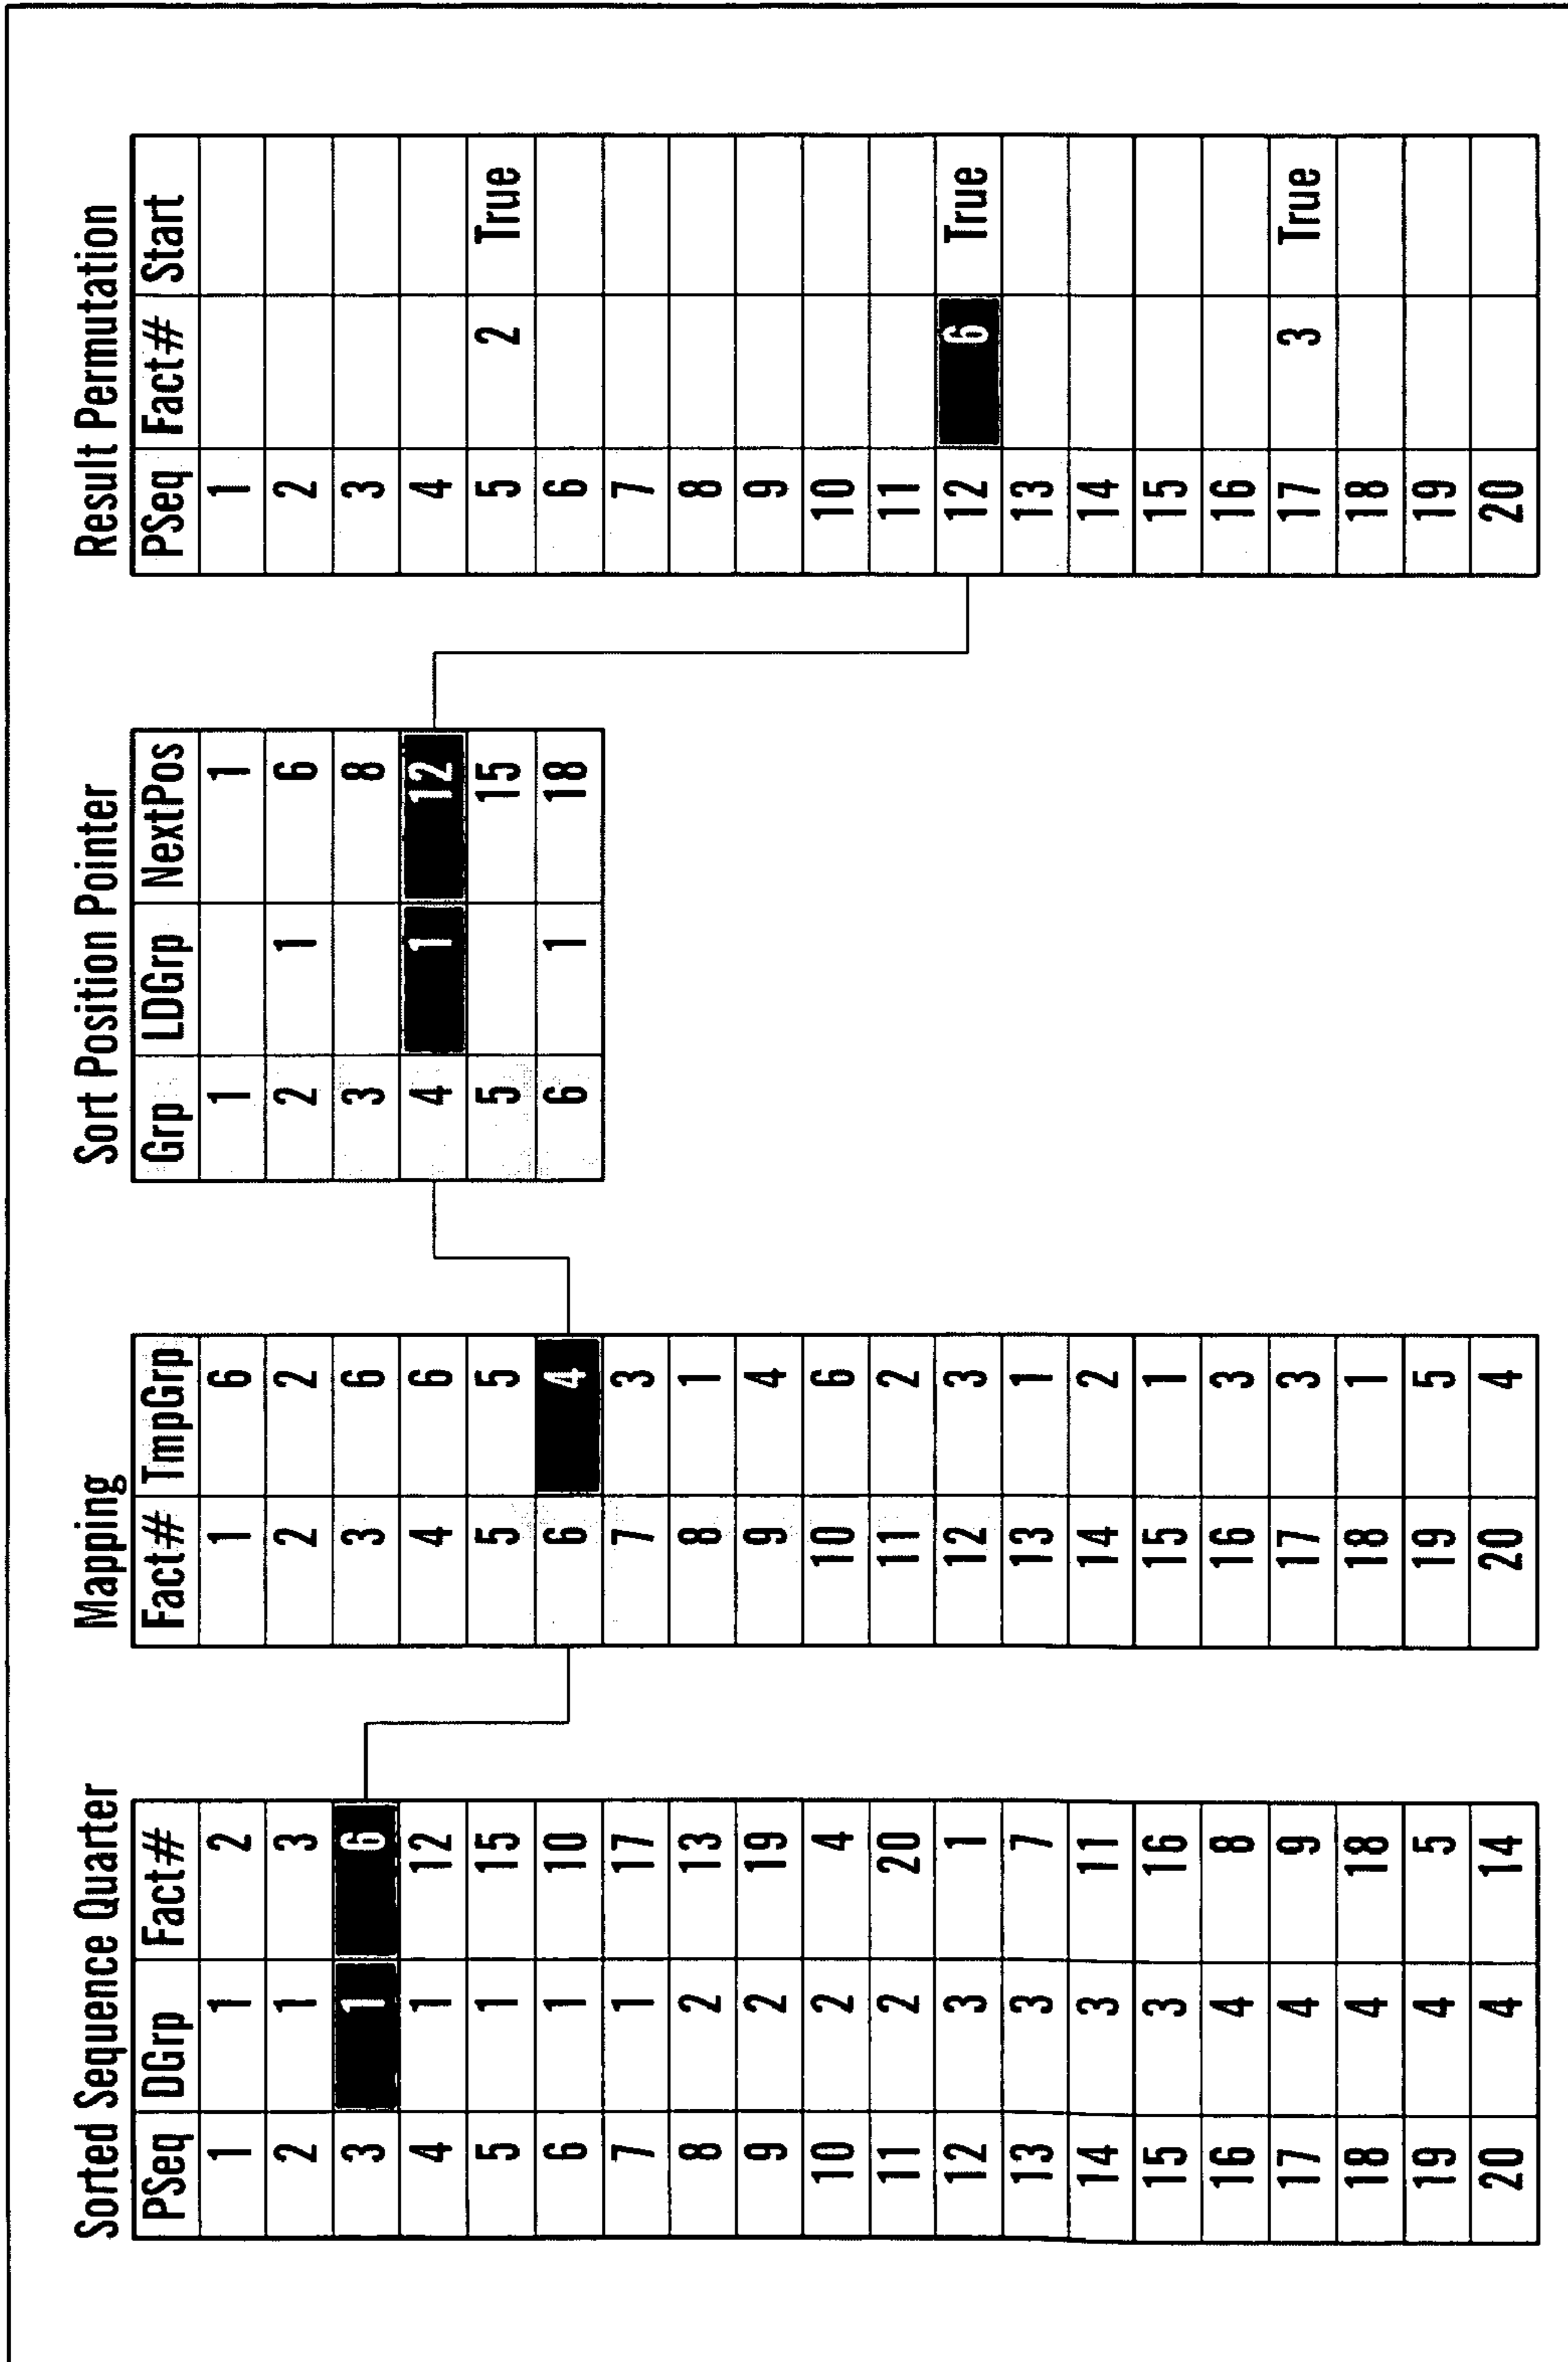 Sorted Sequence Quarter
PSeq DGrp Fact#
1 1 2
2 1 3
3 1 6
4 1 12
5 1 15
6 1 10
7 1 17
8 2 13
9 2 19
10 2 4
11 2 20
12 3 1
13 3 7
14 3 11
15 3 16
16 4 8
17 4 9
18 4 18
19 4 5
20 4 14
Mapping
Fact# TmpGrp
1 6
2 2
3 6
4 6
5 5
6 4
7 3
8 1
9 4
10 6
11 2
12 3
13 1
14 2
15 1
16 3
17 3
18 1
19 5
20 4
Sort Position Pointer
Grp LDGrp NextPos
1 1
2 1 6
3 8
4 1 12
5 15
6 1 18
Result Permutation
PSeq Fact# Start
1
2
3
4
5 2 True
6
7
8
9
10
11
12 6 True
13
14
15
16
17 3 True
18
19
20